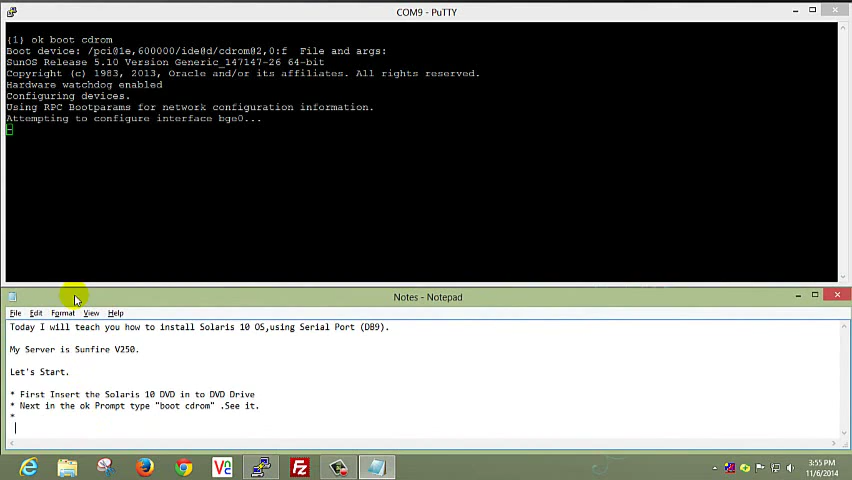 COM9 - PuTTY
{1} ok boot cdrom
Boot device: /pci@1e,600000/ide@d/cdrom@2,0:f  File and args:
SunOS Release 5.10 Version Generic_147147-26 64-bit
Copyright (c) 1983, 2013, Oracle and/or its affiliates. All rights reserved.
Hardware watchdog enabled
Configuring devices.
Using RPC Bootparams for network configuration information.
Attempting to configure interface bge0...
Notes - Notepad
File Edit Format View Help
Today I will teach you how to install Solaris 10 OS,using Serial Port (DB9).
My Server is Sunfire V250.
Let's Start.
* First Insert the Solaris 10 DVD in to DVD Drive
* Next in the ok Prompt type "boot cdrom" .See it.
*
3:55 PM
11/6/2014